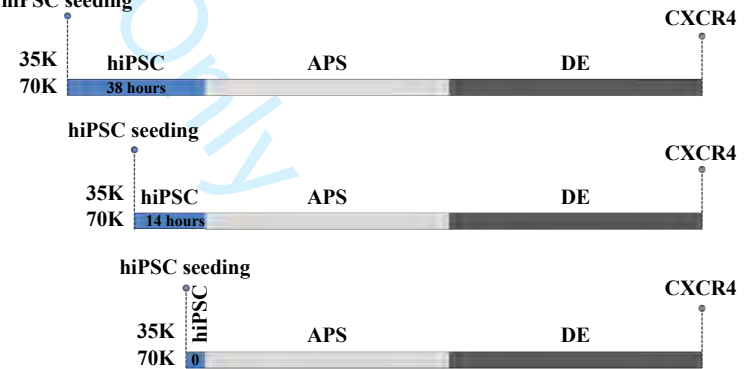 hiPSC seeding
CXCR4
35K hiPSC APS DE
70K 38 hours
hiPSC seeding
CXCR4
35K hiPSC APS DE
70K 14 hours
hiPSC seeding
CXCR4
hiPSC
35K APS DE
70K 0
Only